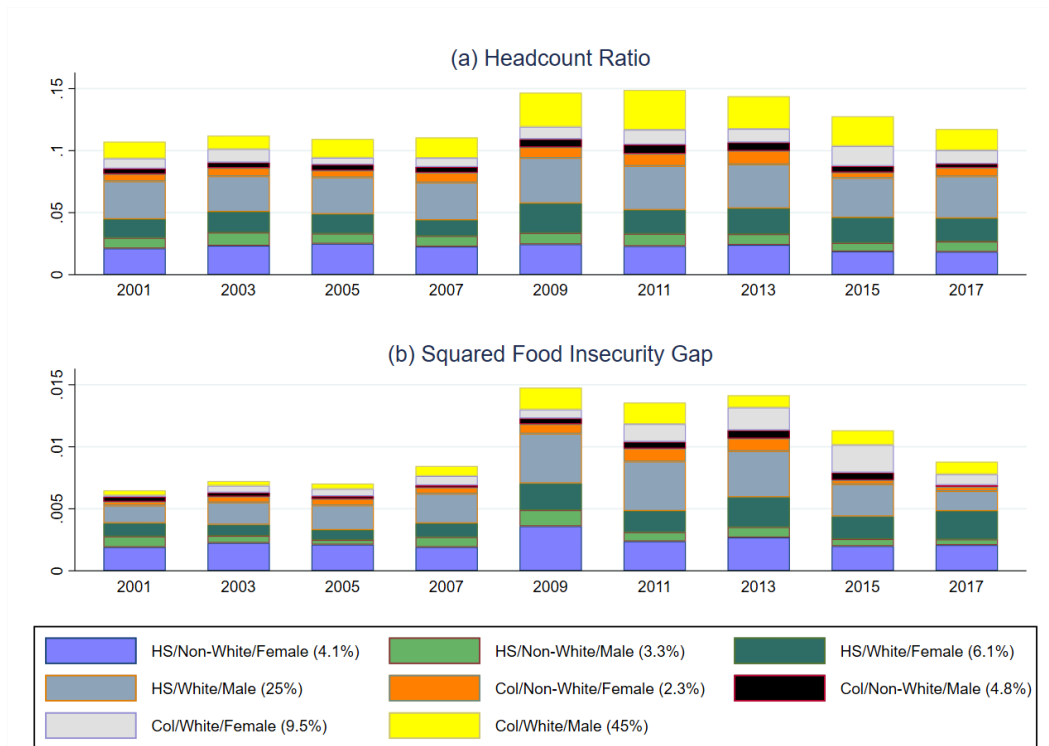 (a) Headcount Ratio
.15
.1
.05
0
2001 2003 2005 2007 2009 2011 2013 2015 2017
(b) Squared Food Insecurity Gap
.015
.01
.005
0
2001 2003 2005 2007 2009 2011 2013 2015 2017
HS/Non-White/Female (4.1%) HS/Non-White/Male (3.3%) HS/White/Female (6.1%)
HS/White/Male (25%) Col/Non-White/Female (2.3%) Col/Non-White/Male (4.8%)
Col/White/Female (9.5%) Col/White/Male (45%)